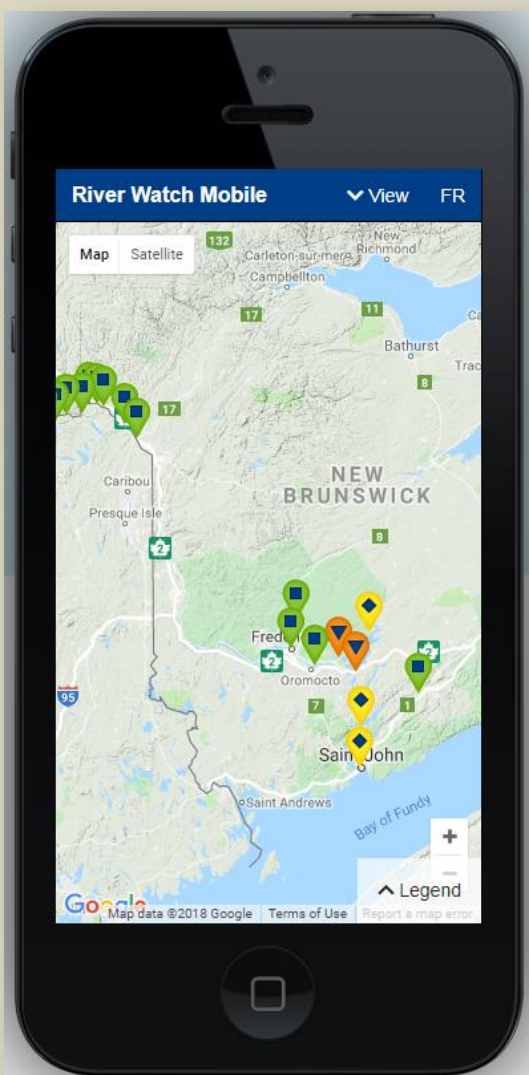 River Watch Mobile
View
FR
Map
Satellite
132
Carleton-sur-mer
New
Richmond
Campbellton
17
11
Bathurst
8
17
Caribou
NEW
BRUNSWICK
Presque Isle
8
2
2
2
Oromocto
95
7
1
Saint John
Saint Andrews
Bay of Fundy
+
Legend
Google
Map data ©2018 Google
Terms of Use
Report a map error